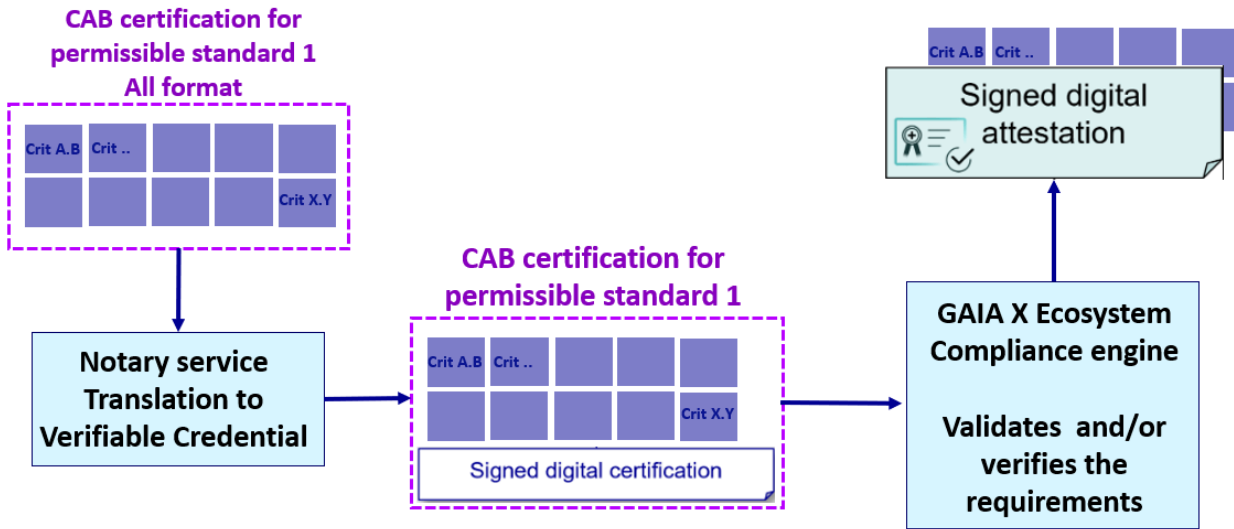 CAB certification for
permissible standard 1
All format
Crit A.B Crit ..
Crit X.Y
Notary service
Translation to
Verifiable Credential
CAB certification for
permissible standard 1
Crit A.B Crit ..
Crit X.Y
Signed digital certification
GAIA X Ecosystem
Compliance engine
Validates and/or
verifies the
requirements
Crit A.B Crit ..
Signed digital
attestation